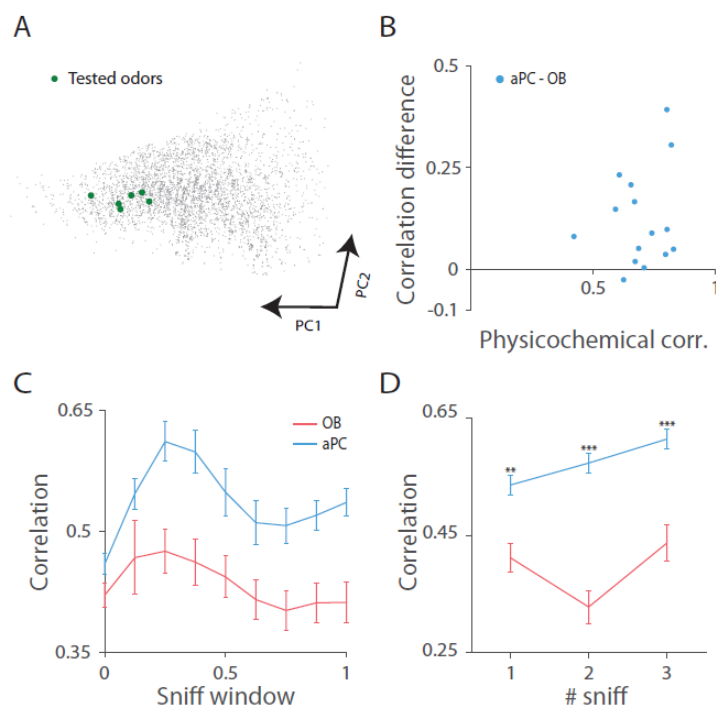 A
Tested odors
PC1
PC2
B
aPC - OB
Correlation difference
0.5
0.25
0
-0.1
0.5
1
Physicochemical corr.
C
OB
aPC
Correlation
0.65
0.5
0.35
0
0.5
1
Sniff window
D
Correlation
0.65
0.45
0.25
**
***
***
1
2
3
# sniff